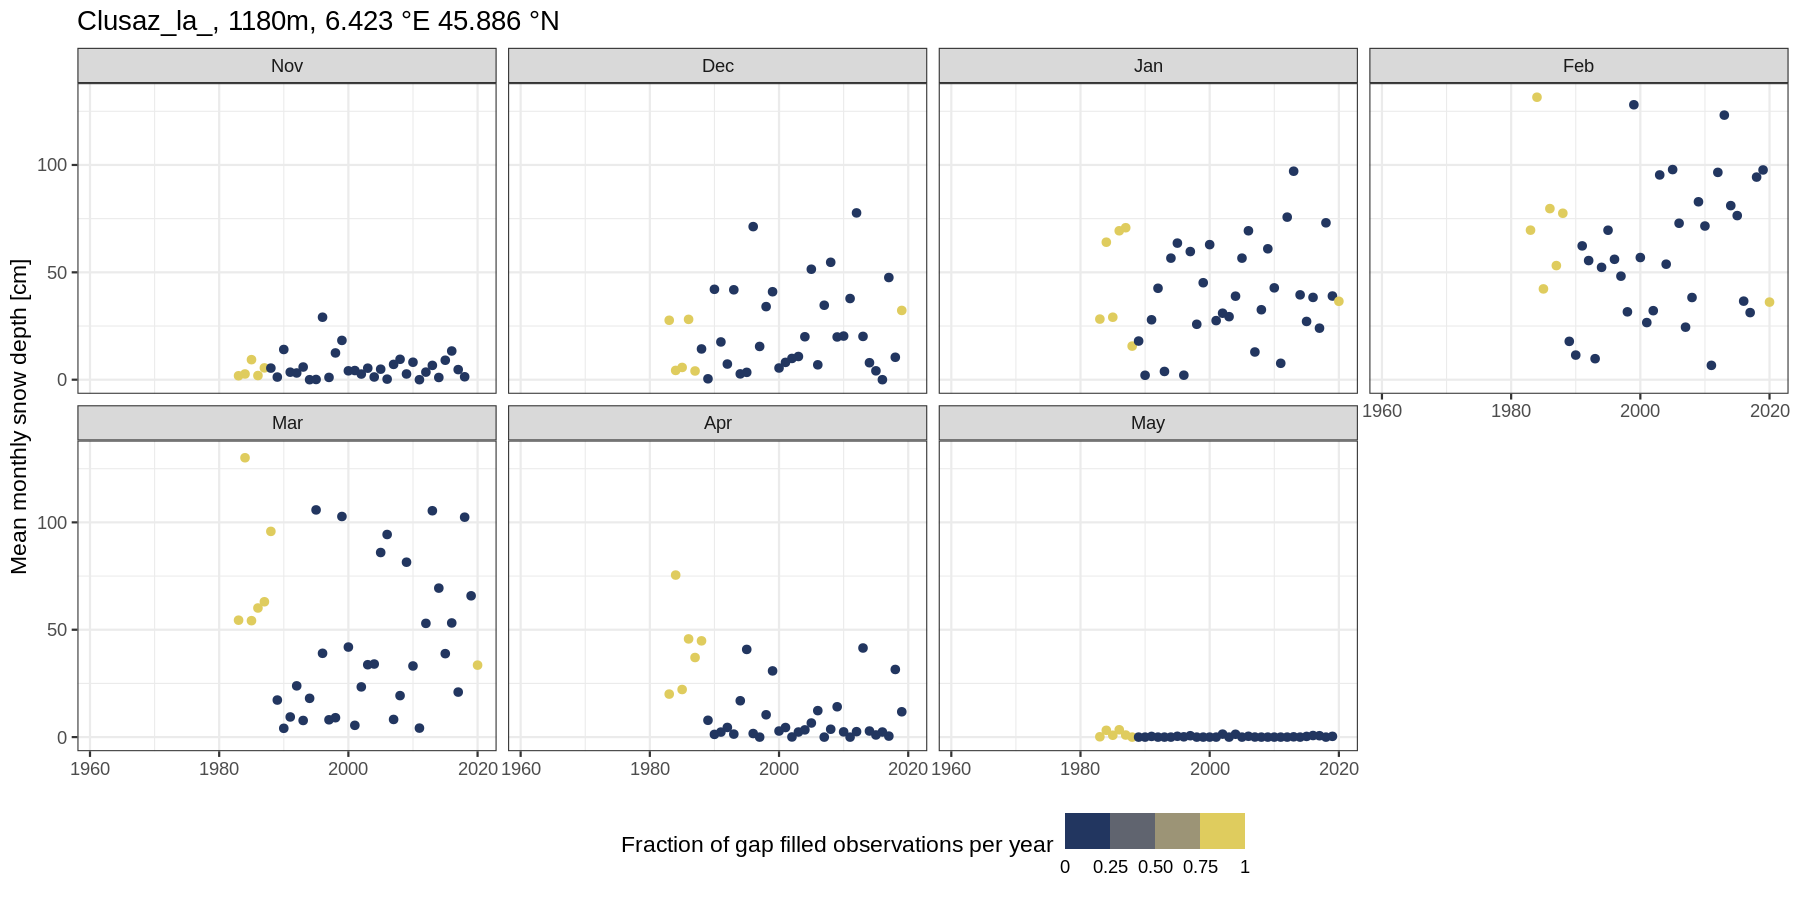 Clusaz_la_, 1180m, 6.423 °E 45.886 °N
Nov
Dec
Jan
Feb
Mean monthly snow depth [cm]
100
50
0
1960
1980
2000
2020
Mar
Apr
May
100
50
0
1960
1980
2000
2020
1960
1980
2000
2020
1960
1980
2000
2020
Fraction of gap filled observations per year
0
0.25
0.50
0.75
1